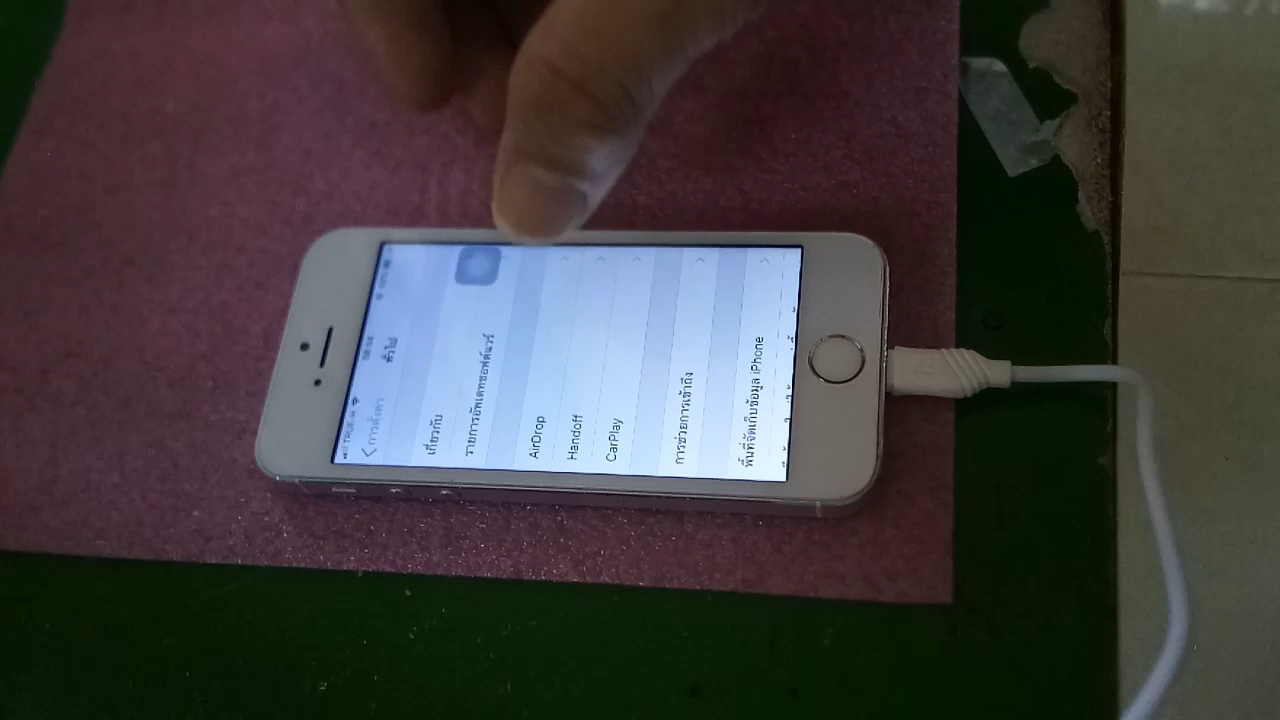 TRUE-H 08:54
การตั้งค่า ทั่วไป
เกี่ยวกับ
รายการอัพเดทซอฟต์แวร์
AirDrop
Handoff
CarPlay
การช่วยการเข้าถึง
พื้นที่จัดเก็บข้อมูล iPhone